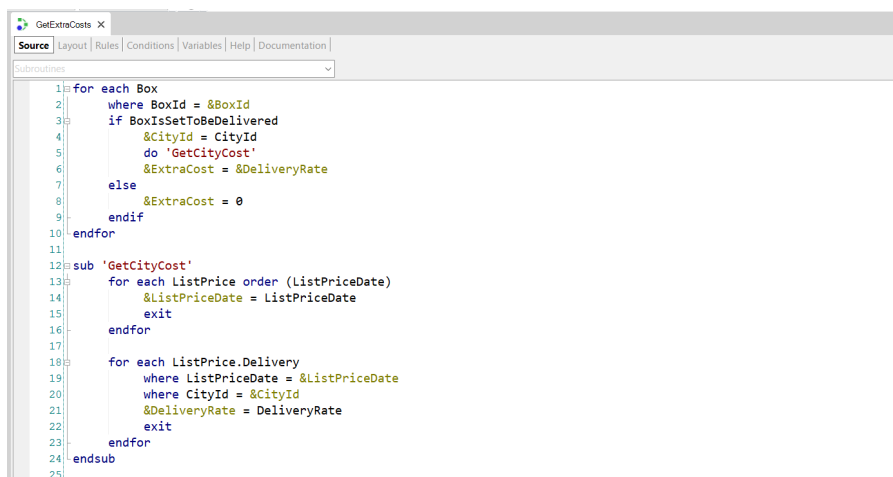 GetExtraCosts X
Source Layout | Rules | Conditions | Variables | Help | Documentation |
Subroutines
1 for each Box
2 where BoxId = &BoxId
3 if BoxIsSetToBeDelivered
4 &CityId = CityId
5 do 'GetCityCost'
6 &ExtraCost = &DeliveryRate
7 else
8 &ExtraCost = 0
9 endif
10 endfor
11
12 sub 'GetCityCost'
13 for each ListPrice order (ListPriceDate)
14 &ListPriceDate = ListPriceDate
15 exit
16 endfor
17
18 for each ListPrice.Delivery
19 where ListPriceDate = &ListPriceDate
20 where CityId = &CityId
21 &DeliveryRate = DeliveryRate
22 exit
23 endfor
24 endsub
25